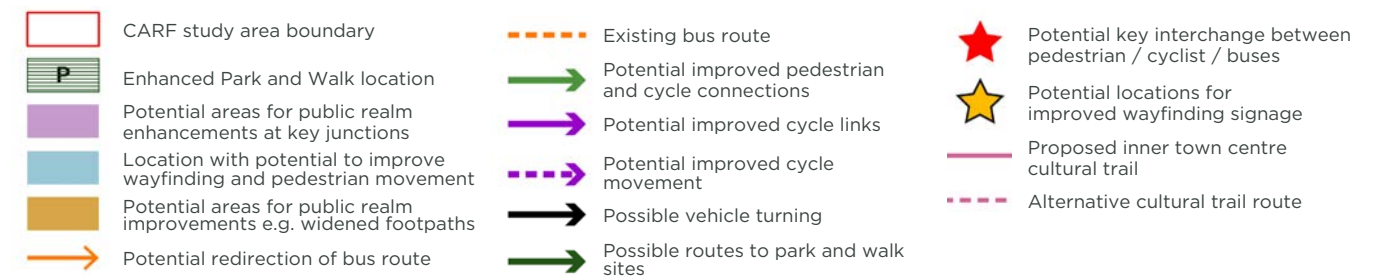 CARF study area boundary
P
Enhanced Park and Walk location
Potential areas for public realm
enhancements at key junctions
Location with potential to improve
wayfinding and pedestrian movement
Potential areas for public realm
improvements e.g. widened footpaths
Potential redirection of bus route
Existing bus route
Potential improved pedestrian
and cycle connections
Potential improved cycle links
Potential improved cycle
movement
Possible vehicle turning
Possible routes to park and walk
sites
Potential key interchange between
pedestrian / cyclist / buses
Potential locations for
improved wayfinding signage
Proposed inner town centre
cultural trail
Alternative cultural trail route